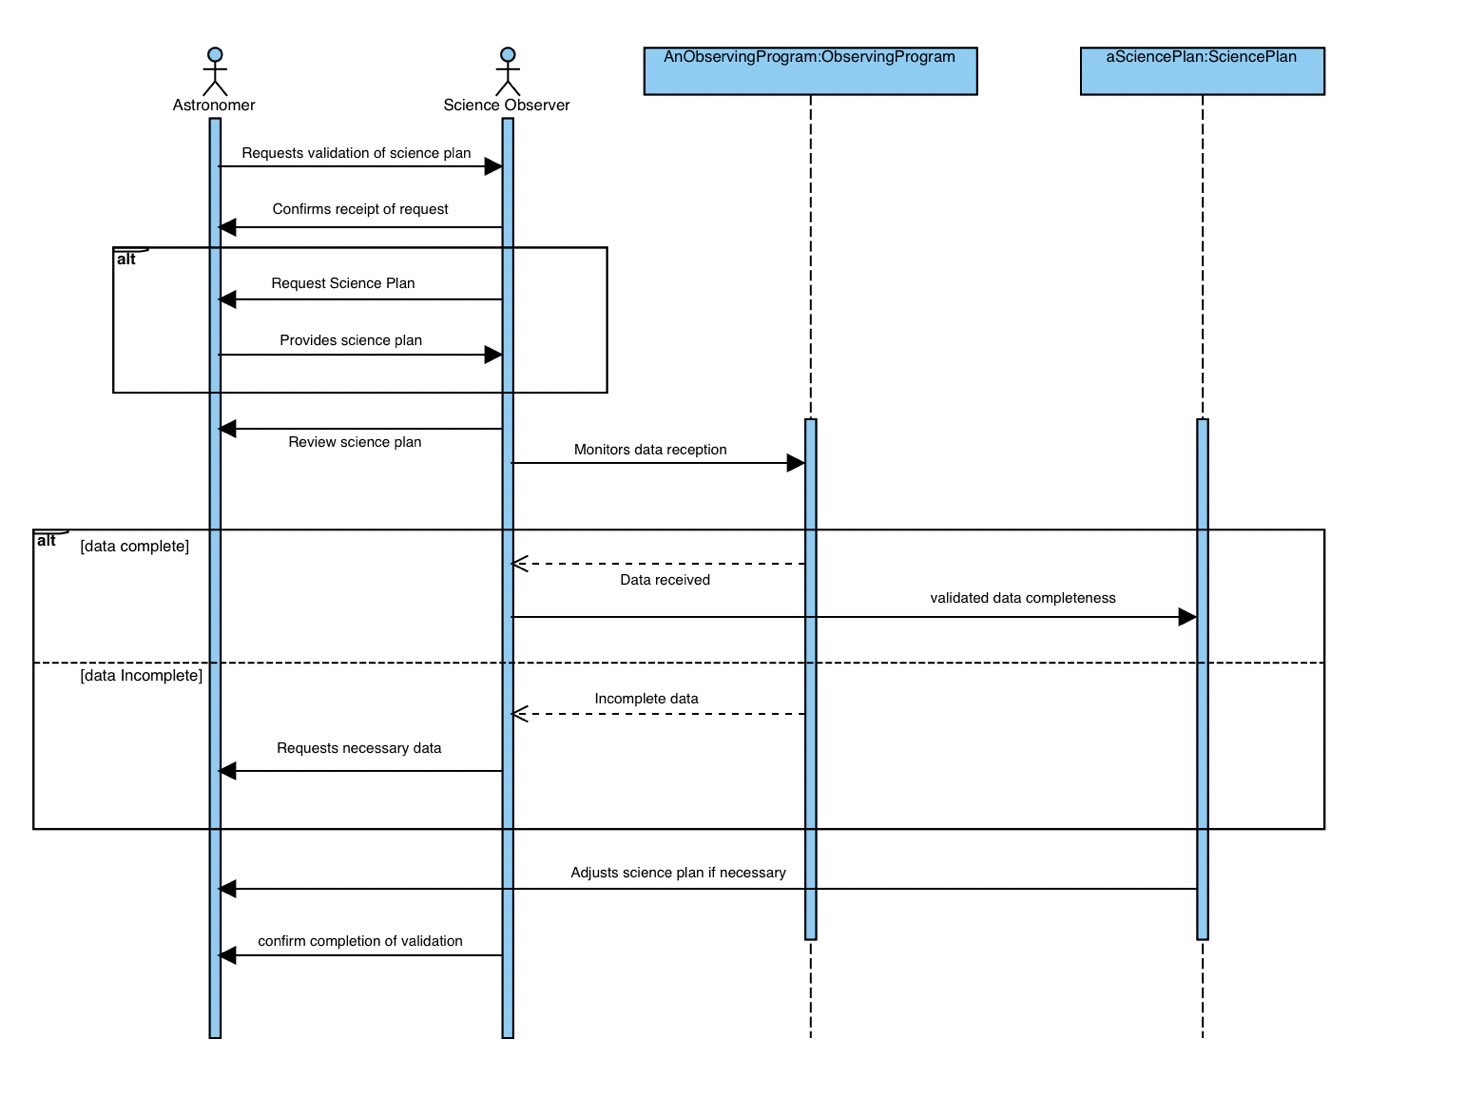 AnObservingProgram:ObservingProgram
aSciencePlan:SciencePlan
Astronomer
Science Observer
Requests validation of science plan
Confirms receipt of request
alt
Request Science Plan
Provides science plan
Review science plan
Monitors data reception
alt
[data complete]
Data received
validated data completeness
[data Incomplete]
Incomplete data
Requests necessary data
Adjusts science plan if necessary
confirm completion of validation